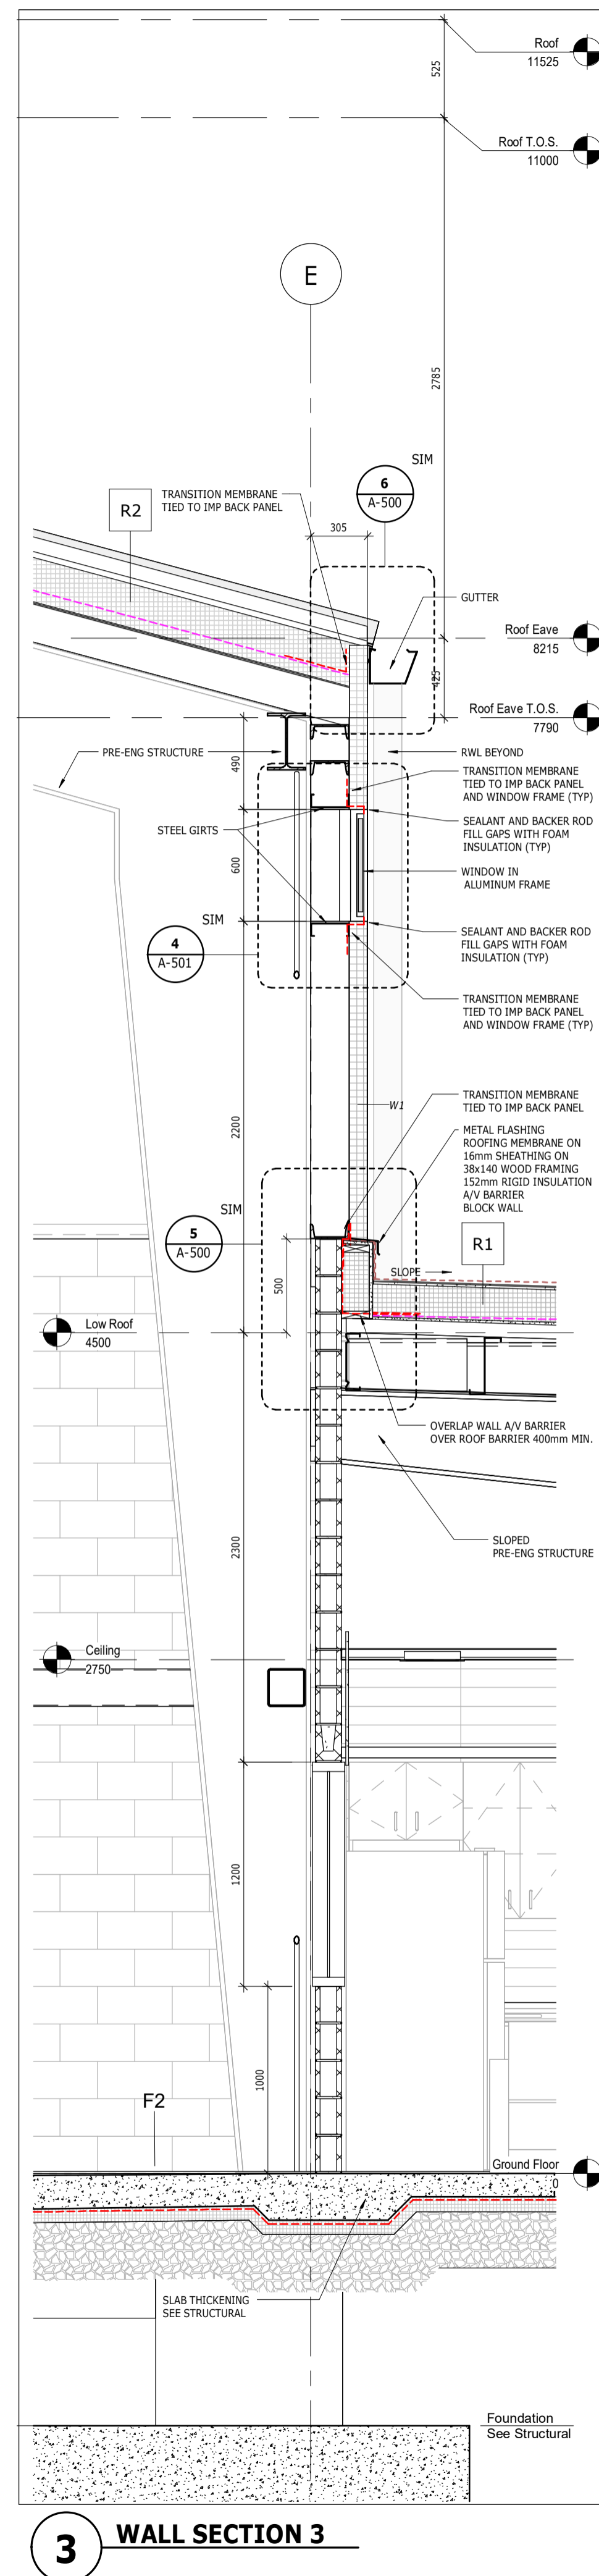 Roof
11525
525
Roof T.O.S.
11000
E
2785
SIM
6
A-500
R2
TRANSITION MEMBRANE
TIED TO IMP BACK PANEL
305
GUTTER
Roof Eave
8215
425
Roof Eave T.O.S.
7790
490
PRE-ENG STRUCTURE
RWL BEYOND
TRANSITION MEMBRANE
TIED TO IMP BACK PANEL
AND WINDOW FRAME (TYP)
STEEL GIRTS
SEALANT AND BACKER ROD
FILL GAPS WITH FOAM
INSULATION (TYP)
600
WINDOW IN
ALUMINUM FRAME
SIM
4
A-501
SEALANT AND BACKER ROD
FILL GAPS WITH FOAM
INSULATION (TYP)
TRANSITION MEMBRANE
TIED TO IMP BACK PANEL
AND WINDOW FRAME (TYP)
2200
W1
TRANSITION MEMBRANE
TIED TO IMP BACK PANEL
METAL FLASHING
ROOFING MEMBRANE ON
16mm SHEATHING ON
38x140 WOOD FRAMING
152mm RIGID INSULATION
A/V BARRIER
BLOCK WALL
SIM
5
A-500
R1
SLOPE
500
Low Roof
4500
OVERLAP WALL A/V BARRIER
OVER ROOF BARRIER 400mm MIN.
SLOPED
PRE-ENG STRUCTURE
2300
Ceiling
2750
1200
1000
F2
Ground Floor
0
SLAB THICKENING
SEE STRUCTURAL
Foundation
See Structural
3
WALL SECTION 3